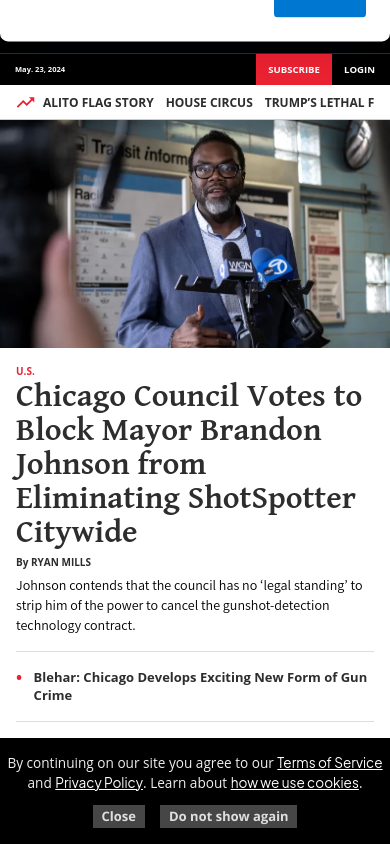 May. 23, 2024
SUBSCRIBE
LOGIN
ALITO FLAG STORY HOUSE CIRCUS TRUMP'S LETHAL F
Transit inform
WGN
7
U.S.
Chicago Council Votes to
Block Mayor Brandon
Johnson from
Eliminating ShotSpotter
Citywide
By RYAN MILLS
Johnson contends that the council has no ‘legal standing’ to
strip him of the power to cancel the gunshot-detection
technology contract.
• Blehar: Chicago Develops Exciting New Form of Gun
Crime
By continuing on our site you agree to our Terms of Service
and Privacy Policy. Learn about how we use cookies.
Close
Do not show again